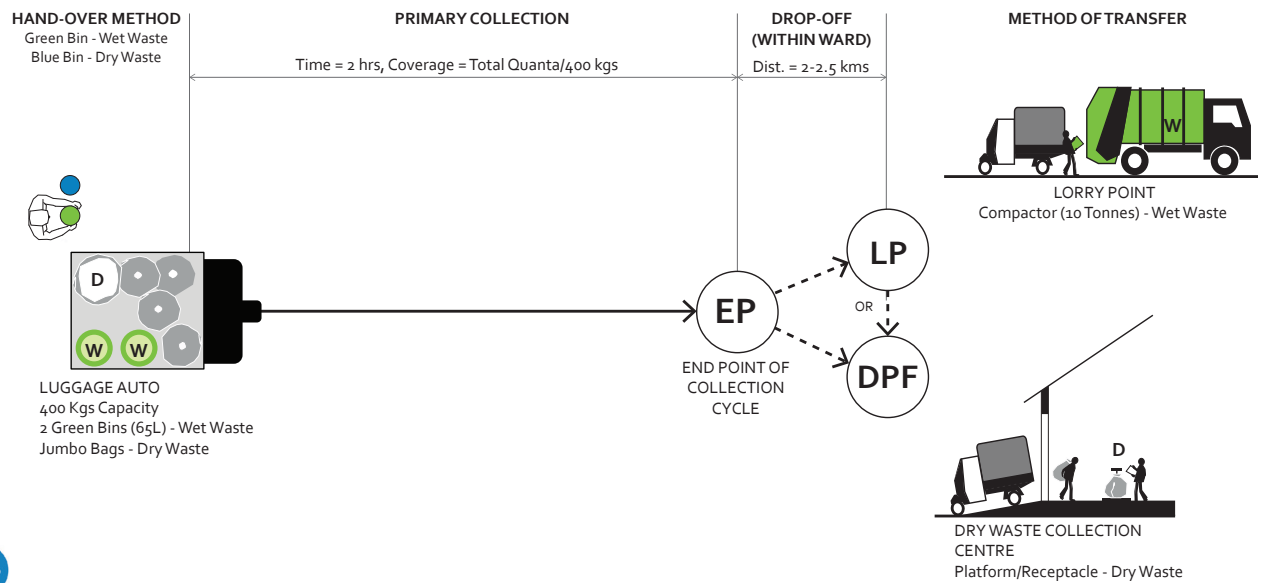 HAND-OVER METHOD
Green Bin - Wet Waste
Blue Bin - Dry Waste
PRIMARY COLLECTION
Time = 2 hrs, Coverage = Total Quanta/400 kgs
DROP-OFF
(WITHIN WARD)
Dist. = 2-2.5 kms
METHOD OF TRANSFER
W
LORRY POINT
Compactor (10 Tonnes) - Wet Waste
D
W
W
LUGGAGE AUTO
400 Kgs Capacity
2 Green Bins (65L) - Wet Waste
Jumbo Bags - Dry Waste
EP
END POINT OF
COLLECTION
CYCLE
LP
OR
DPF
D
DRY WASTE COLLECTION
CENTRE
Platform/Receptacle - Dry Waste